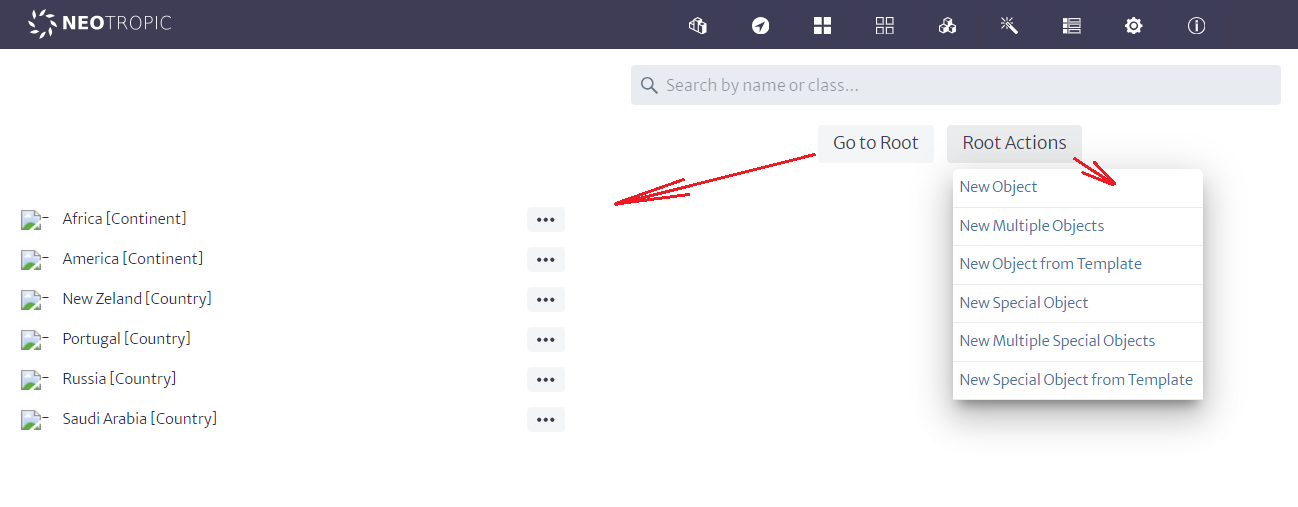 NEOTROPIC
Search by name or class...
Go to Root
Root Actions
New Object
New Multiple Objects
New Object from Template
New Special Object
New Multiple Special Objects
New Special Object from Template
Africa [Continent]
America [Continent]
New Zeland [Country]
Portugal [Country]
Russia [Country]
Saudi Arabia [Country]